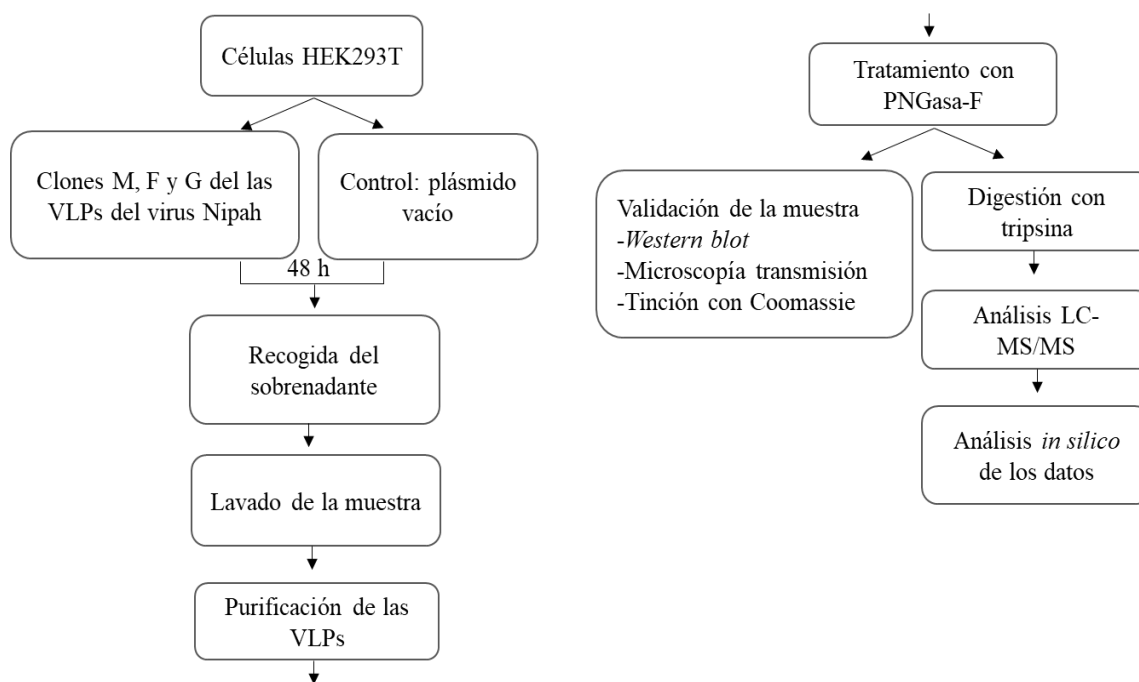 Células HEK293T
Clones M, F y G del las
VLPs del virus Nipah
Control: plásmido
vacío
48 h
Recogida del
sobrenadante
Lavado de la muestra
Purificación de las
VLPs
Tratamiento con
PNGasa-F
Validación de la muestra
-Western blot
-Microscopía transmisión
-Tinción con Coomassie
Digestión con
tripsina
Análisis LC-
MS/MS
Análisis in silico
de los datos